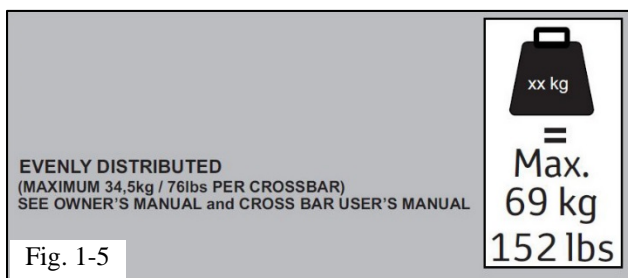 EVENLY DISTRIBUTED
(MAXIMUM 34,5kg / 76lbs PER CROSSBAR)
SEE OWNER'S MANUAL and CROSS BAR USER'S MANUAL
xx kg
=
Max.
69 kg
152 lbs
Fig. 1-5